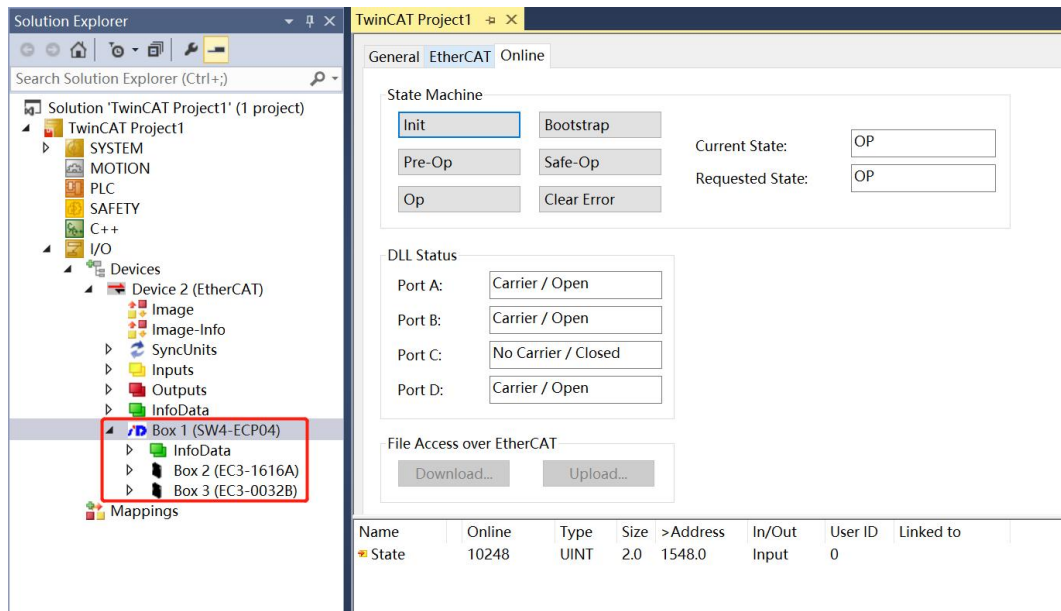 Solution Explorer
Search Solution Explorer (Ctrl+;)
Solution 'TwinCAT Project1' (1 project)
TwinCAT Project1
SYSTEM
MOTION
PLC
SAFETY
C++
I/O
Devices
Device 2 (EtherCAT)
Image
Image-Info
SyncUnits
Inputs
Outputs
InfoData
Box 1 (SW4-ECP04)
InfoData
Box 2 (EC3-1616A)
Box 3 (EC3-0032B)
Mappings
TwinCAT Project1
General EtherCAT Online
State Machine
Init Bootstrap
Pre-Op Safe-Op
Op Clear Error
Current State: OP
Requested State: OP
DLL Status
Port A: Carrier / Open
Port B: Carrier / Open
Port C: No Carrier / Closed
Port D: Carrier / Open
File Access over EtherCAT
Download... Upload...
Name Online Type Size >Address In/Out User ID Linked to
State 10248 UINT 2.0 1548.0 Input 0